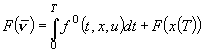 F(v̄) = ∫₀ᵀ f⁰(t, x, u)dt + F(x(T))